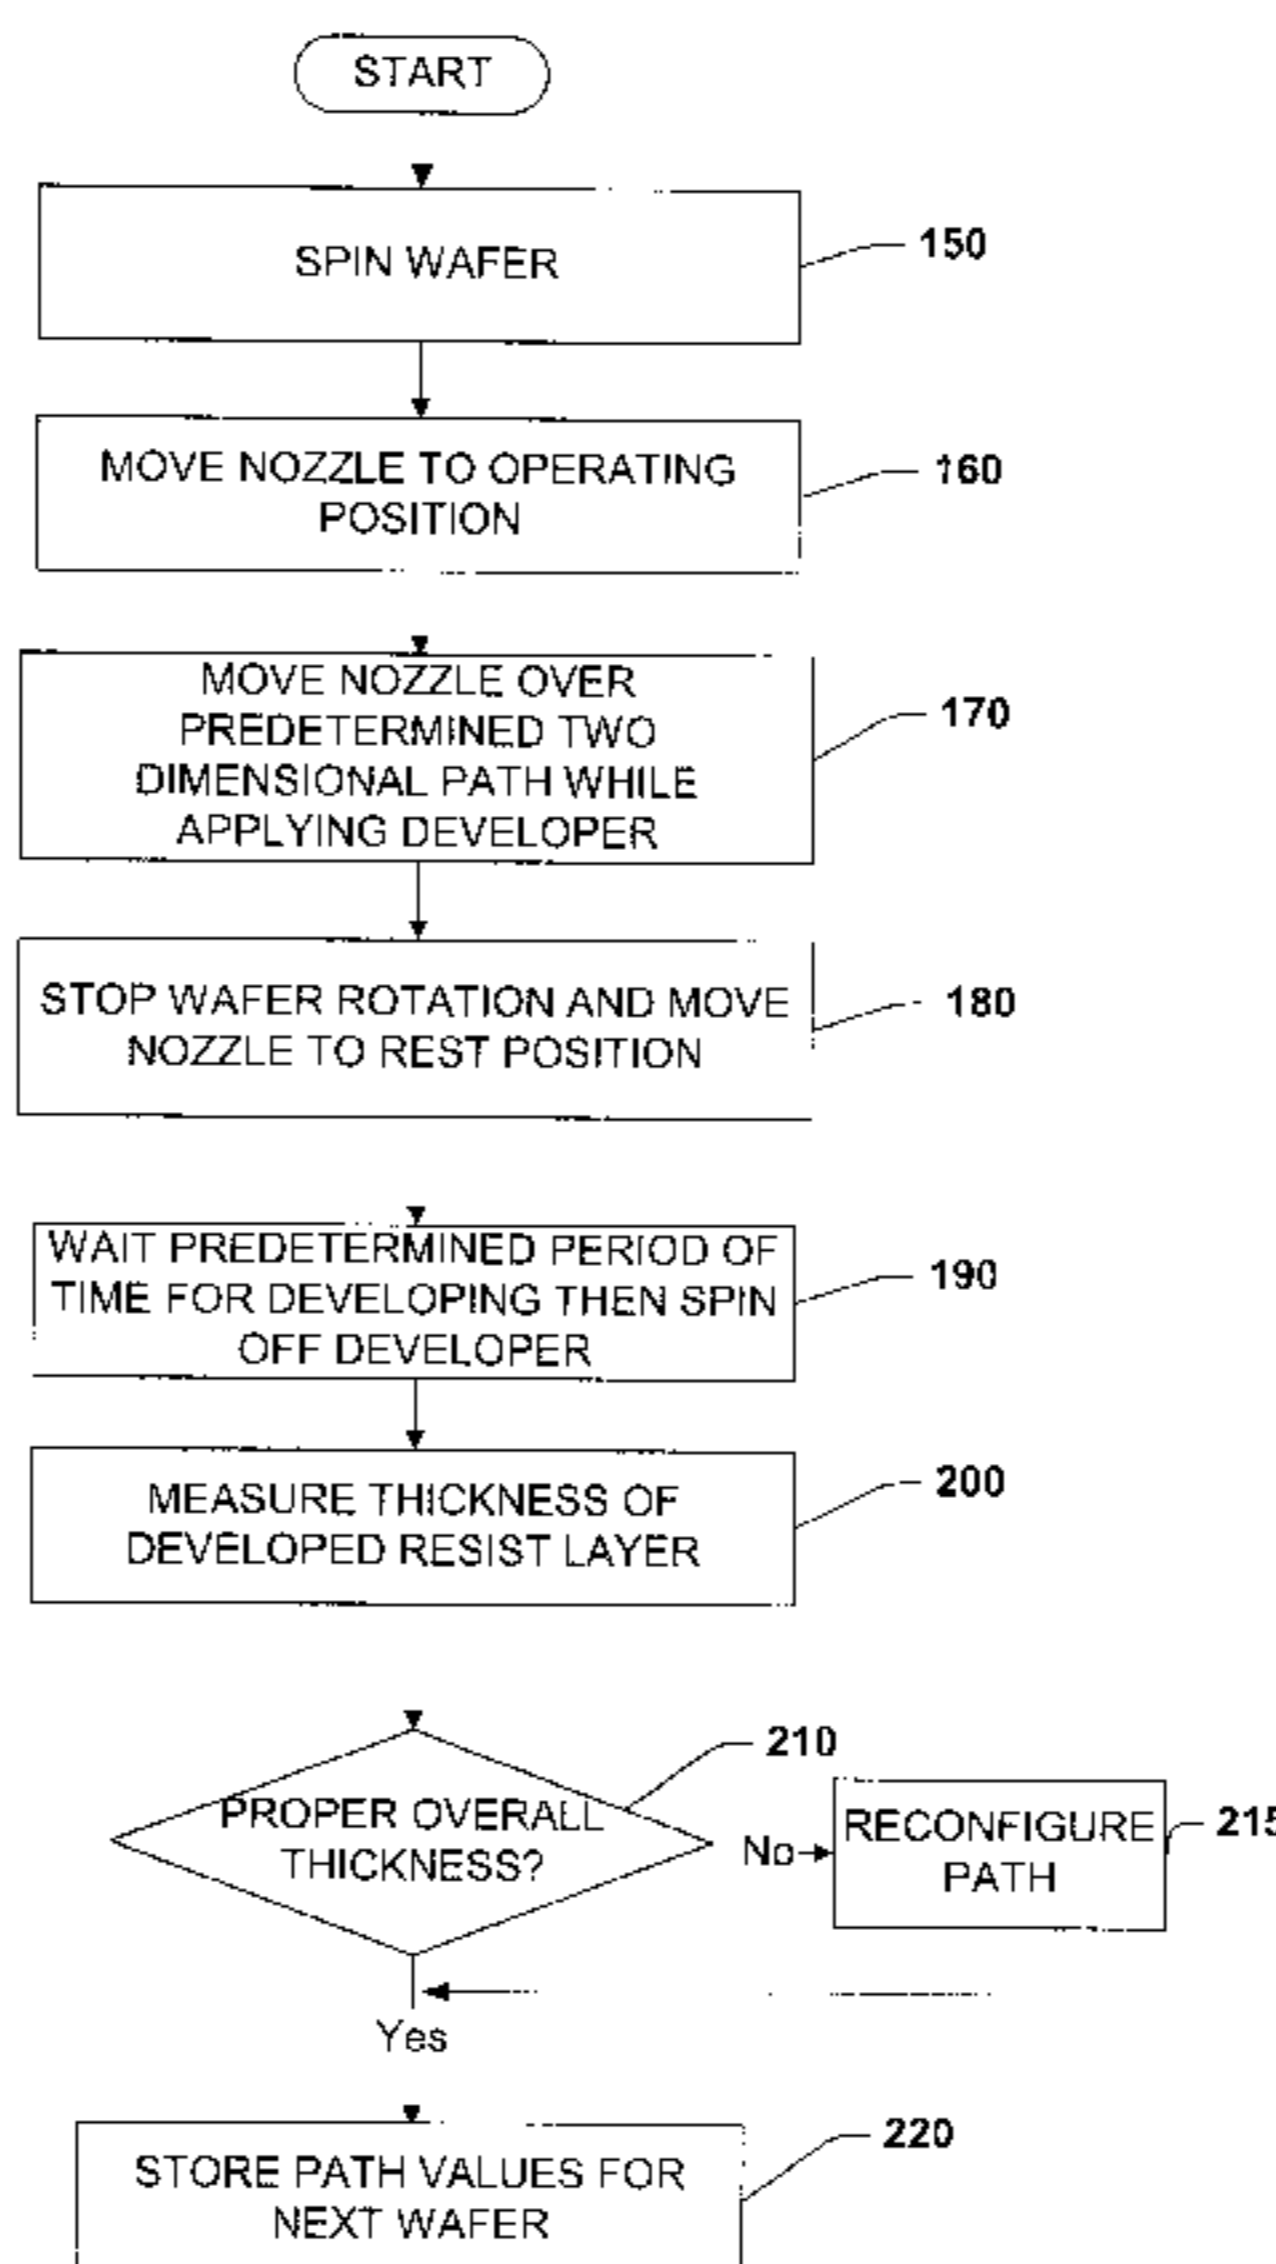 START
SPIN WAFER
150
MOVE NOZZLE TO OPERATING
POSITION
160
MOVE NOZZLE OVER
PREDETERMINED TWO
DIMENSIONAL PATH WHILE
APPLYING DEVELOPER
170
STOP WAFER ROTATION AND MOVE
NOZZLE TO REST POSITION
180
WAIT PREDETERMINED PERIOD OF
TIME FOR DEVELOPING THEN SPIN
OFF DEVELOPER
190
MEASURE THICKNESS OF
DEVELOPED RESIST LAYER
200
PROPER OVERALL
THICKNESS?
210
No
RECONFIGURE
PATH
215
Yes
STORE PATH VALUES FOR
NEXT WAFER
220